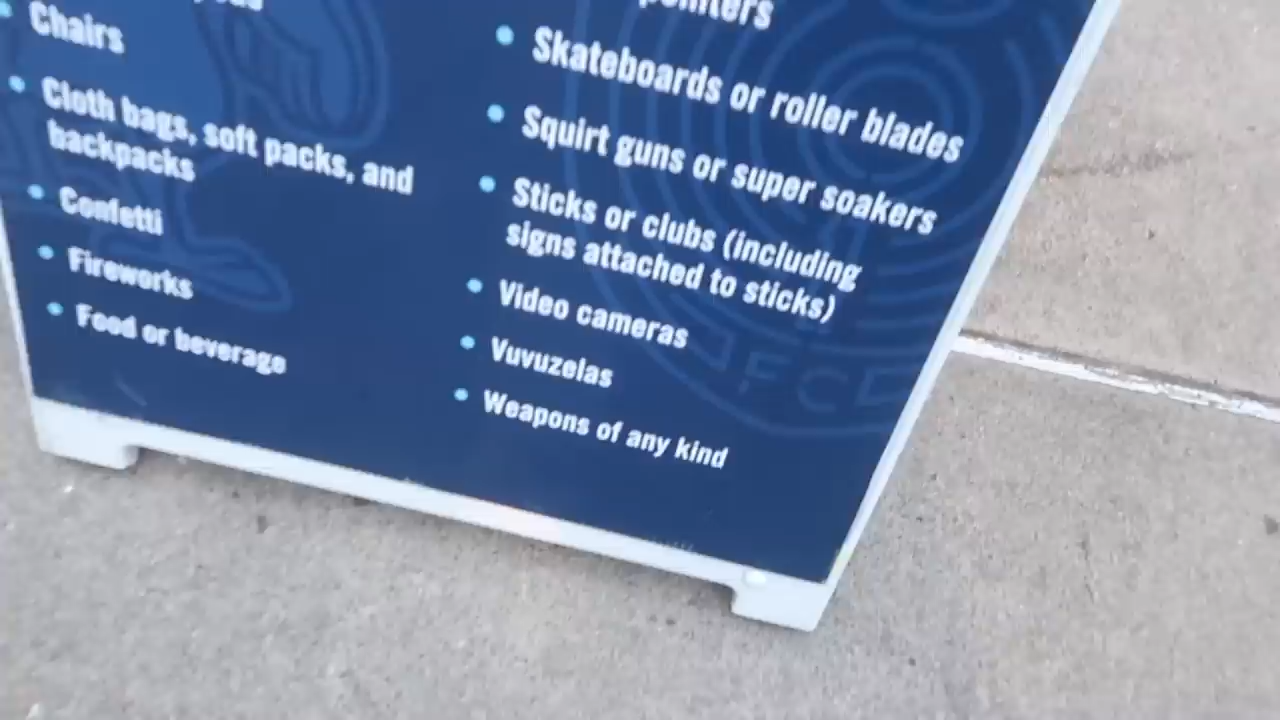 Chairs
Cloth bags, soft packs, and
backpacks
Confetti
Fireworks
Food or beverage
Skateboards or roller blades
Squirt guns or super soakers
Sticks or clubs (including
signs attached to sticks)
Video cameras
Vuvuzelas
Weapons of any kind